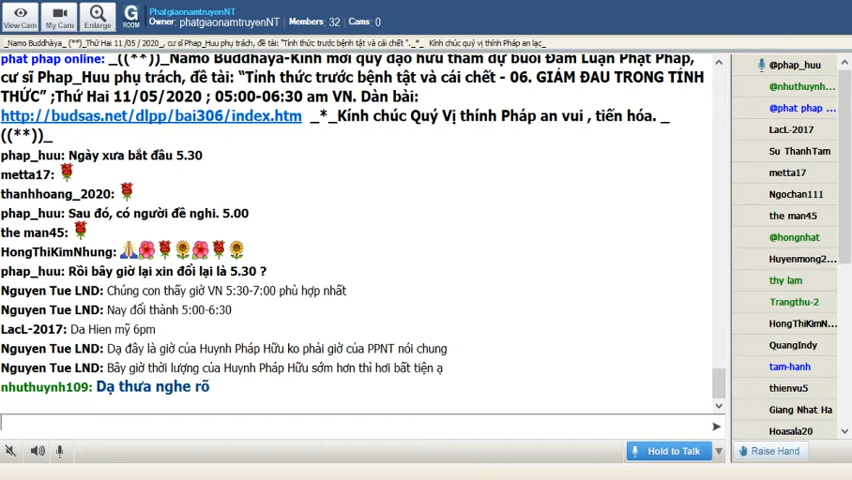 View Cam
My Cam
Enlarge
G
ROOM
PhatgiaonamtruyenNT
Owner: phatgiaonamtruyenNT Members: 32 Cams: 0
_Namo Buddhàya_ (**)_Thứ Hai 11 /05 / 2020_, cư sĩ Pháp_Huu phụ trách, đề tài: "Tỉnh thức trước bệnh tật và cái chết "._*_ Kính chúc quý vị thính Pháp an lạc_
phat phap online: _((**))_Namo Buddhaya-Kính mời quý đạo hữu tham dự buổi Đàm Luận Phật Pháp,
cư sĩ Phap_Huu phụ trách, đề tài: “Tỉnh thức trước bệnh tật và cái chết - 06. GIẢM ĐAU TRONG TỈNH
THỨC” ;Thứ Hai 11/05/2020 ; 05:00-06:30 am VN. Dàn bài:
http://budsas.net/dlpp/bai306/index.htm _*_Kính chúc Quý Vị thính Pháp an vui , tiến hóa. _
((**))_
phap_huu: Ngày xưa bắt đầu 5.30
metta17:
thanhhoang_2020:
phap_huu: Sau đó, có người đề nghi. 5.00
the man45:
HongThiKimNhung:
phap_huu: Rồi bây giờ lại xin đổi lại là 5.30 ?
Nguyen Tue LND: Chúng con thấy giờ VN 5:30-7:00 phù hợp nhất
Nguyen Tue LND: Nay đổi thành 5:00-6:30
LacL-2017: Da Hien mỹ 6pm
Nguyen Tue LND: Dạ đây là giờ của Huynh Pháp Hữu ko phải giờ của PPNT nói chung
Nguyen Tue LND: Bây giờ thời lượng của Huynh Pháp Hữu sớm hơn thì hơi bất tiện ạ
nhuthuynh109: Dạ thưa nghe rõ
@phap_huu
@nhuthuynh...
@phat phap ...
LacL-2017
Su ThanhTam
metta17
Ngochan111
the man45
@hongnhat
Huyenmong2...
thy lam
Trangthu-2
HongThiKimN...
QuangIndy
tam-hanh
thienvu5
Giang Nhat Ha
Hoasala20
Hold to Talk
Raise Hand